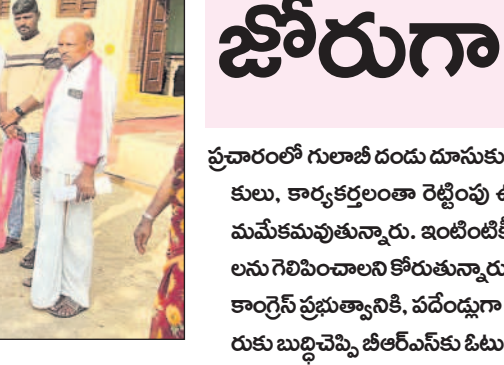 జోరుగా
ప్రచారంలో గులాబీ దండు దూసుకు
కులు, కార్యకర్తలంతా రెట్టింపు
మమేకమవుతున్నారు. ఇంటింటికీ
లను గెలిపించాలని కోరుతున్నారు
కాంగ్రెస్ ప్రభుత్వానికి, పదేండ్లుగా
రుకు బుద్ధిచెప్పి బీఆర్ఎస్‌కు ఓటు